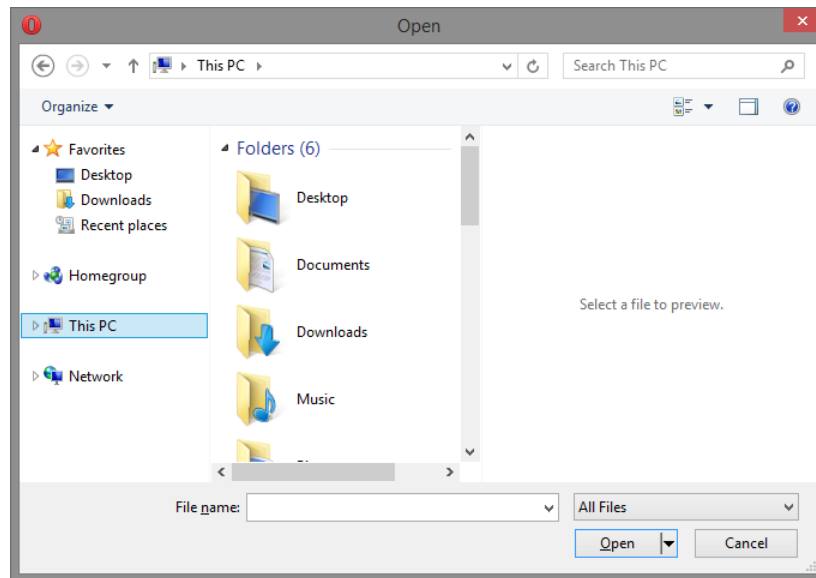 Open
This PC
Search This PC
Organize
Favorites
Desktop
Downloads
Recent places
Homegroup
This PC
Network
Folders (6)
Desktop
Documents
Downloads
Music
Select a file to preview.
File name:
All Files
Open
Cancel